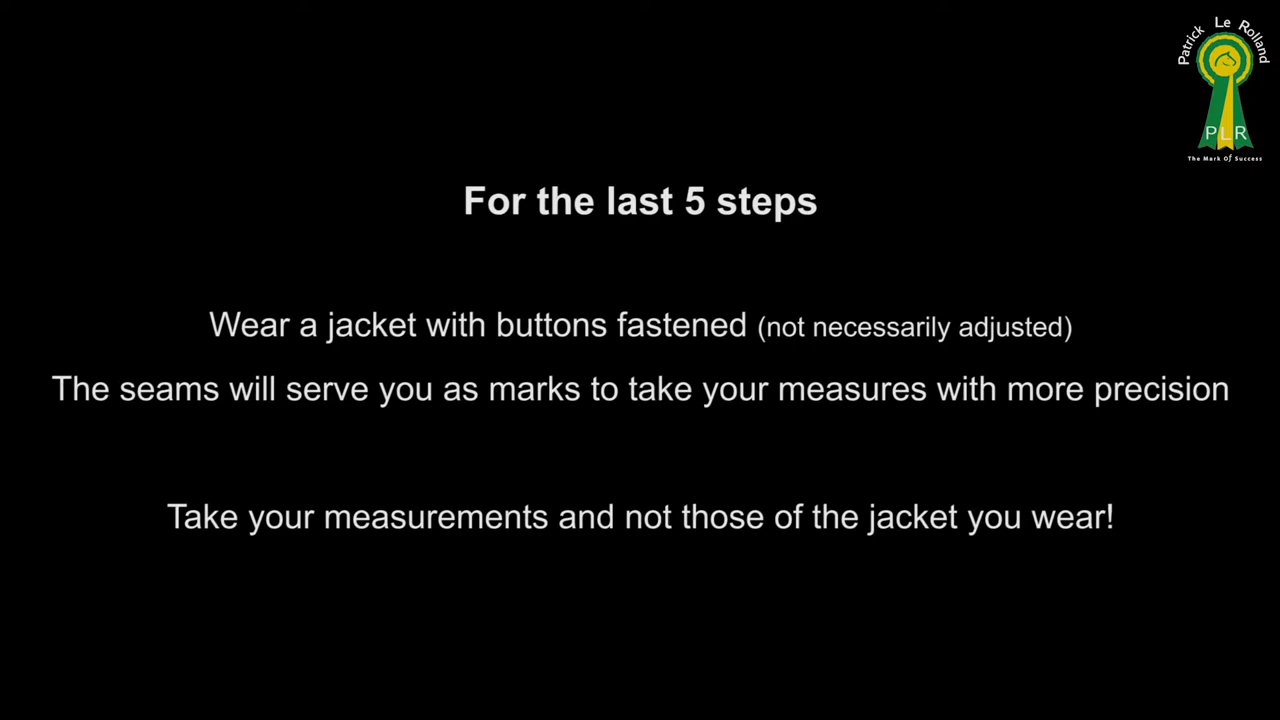 Patrick Le Rolland
PLR
The Mark Of Success
For the last 5 steps
Wear a jacket with buttons fastened (not necessarily adjusted)
The seams will serve you as marks to take your measures with more precision
Take your measurements and not those of the jacket you wear!